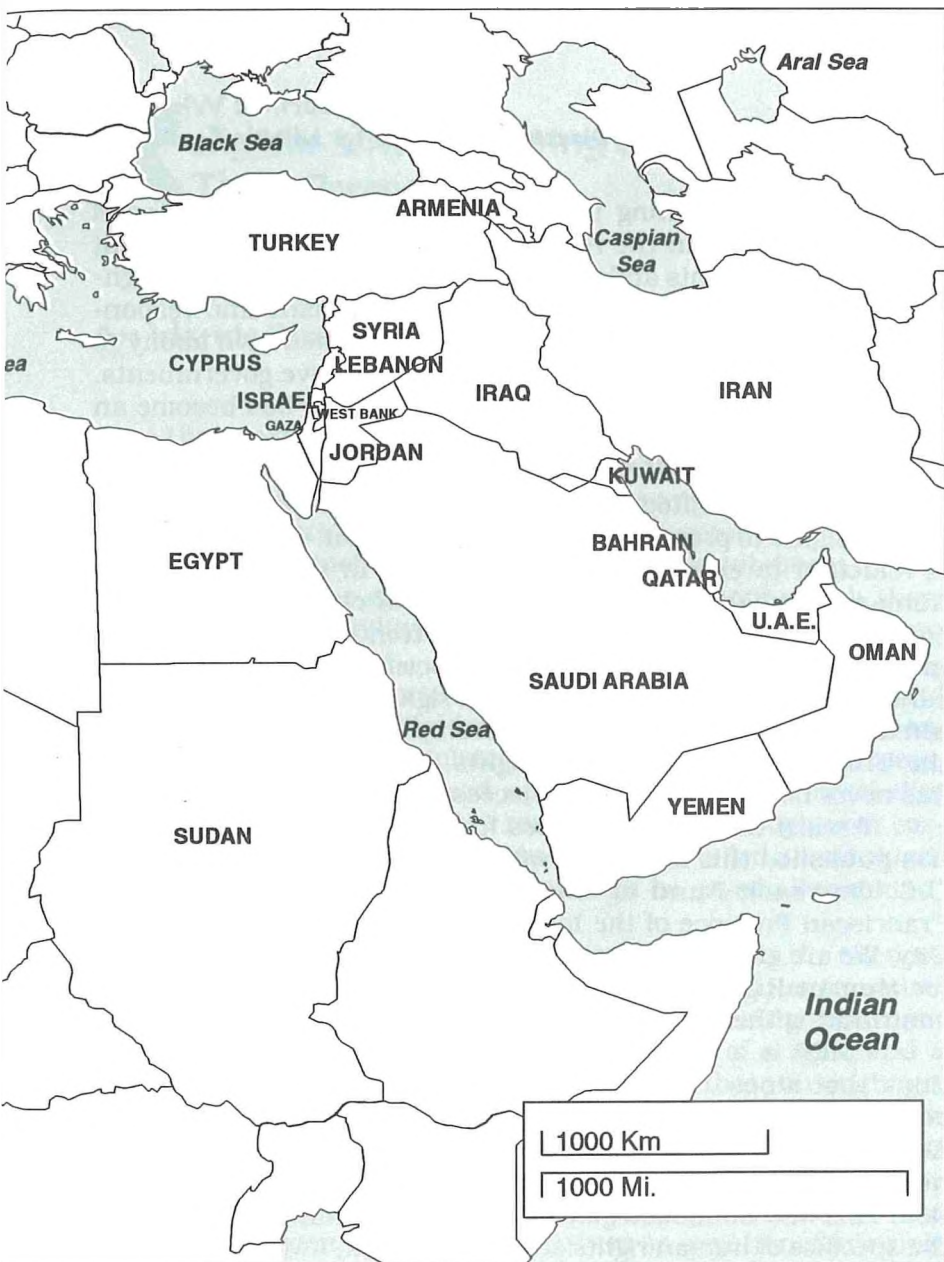 Aral Sea
Black Sea
ARMENIA
TURKEY
Caspian
Sea
SYRIA
CYPRUS
LEBANON
ea
IRAQ
IRAN
ISRAEL
WEST BANK
GAZA
JORDAN
KUWAIT
BAHRAIN
EGYPT
QATAR
U.A.E.
OMAN
SAUDI ARABIA
Red Sea
YEMEN
SUDAN
Indian
Ocean
1000 Km
1000 Mi.